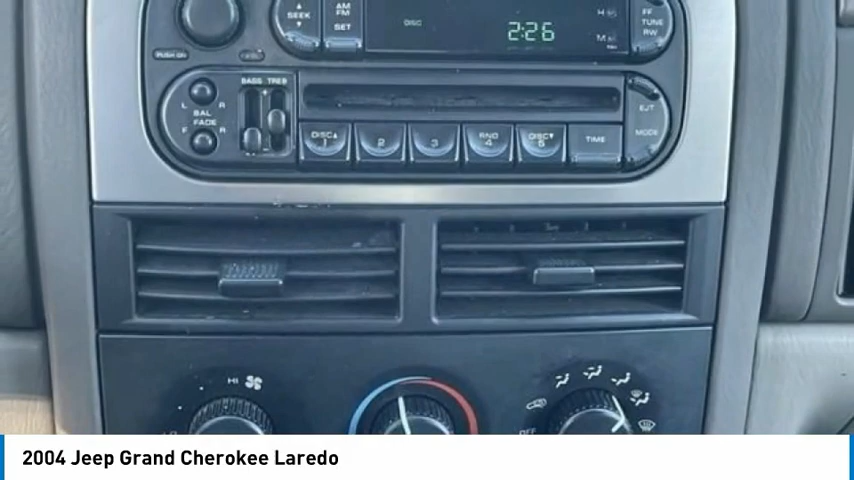 SEEK
AM
FM
SET
DISC
2:26
FF
TUNE
RW
PUSH ON
BASS TREB
L R
BAL
FADE
F R
DISC
1
2
3
RND
4
DISC
5
TIME
EJT
MODE
HI
OFF
2004 Jeep Grand Cherokee Laredo